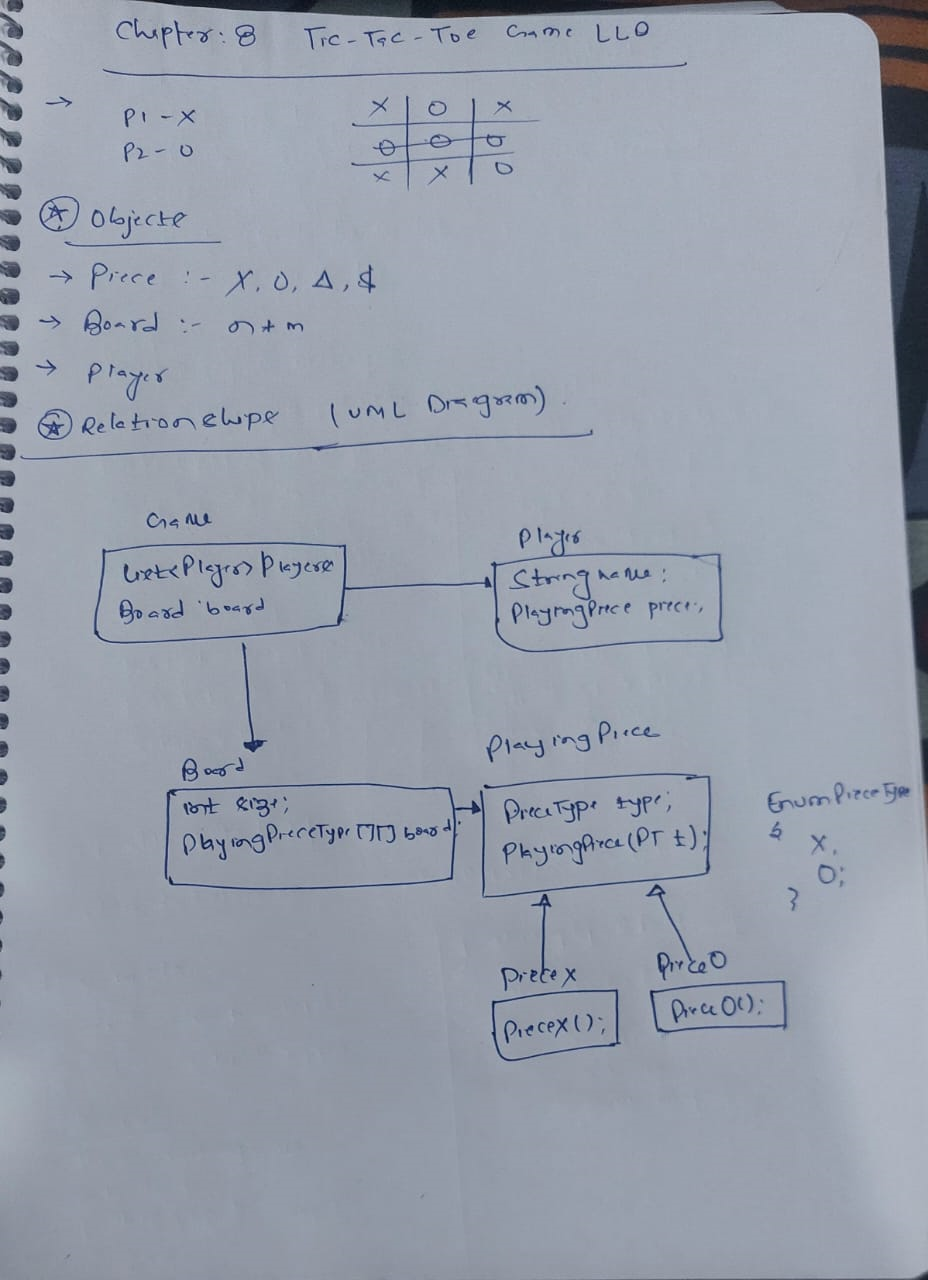 Chapter: 8 Tic-Tac-Toe Game LLD
→ P1 - X
P2 - O
X | O | X
O | O | O
X | X | O
Objects
→ Piece :- X, O, Δ, $
→ Board :- n * m
→ Player
Relationships (UML Diagram).
Game
List<Player> Players
Board board
Player
String name;
PlayingPiece piece;
Board
int size;
PlayingPieceType[][] board;
PlayingPiece
PieceType type;
PlayingPiece(PT t);
Enum PieceType
{
X,
O;
}
PieceX
PieceX();
PieceO
PieceO();